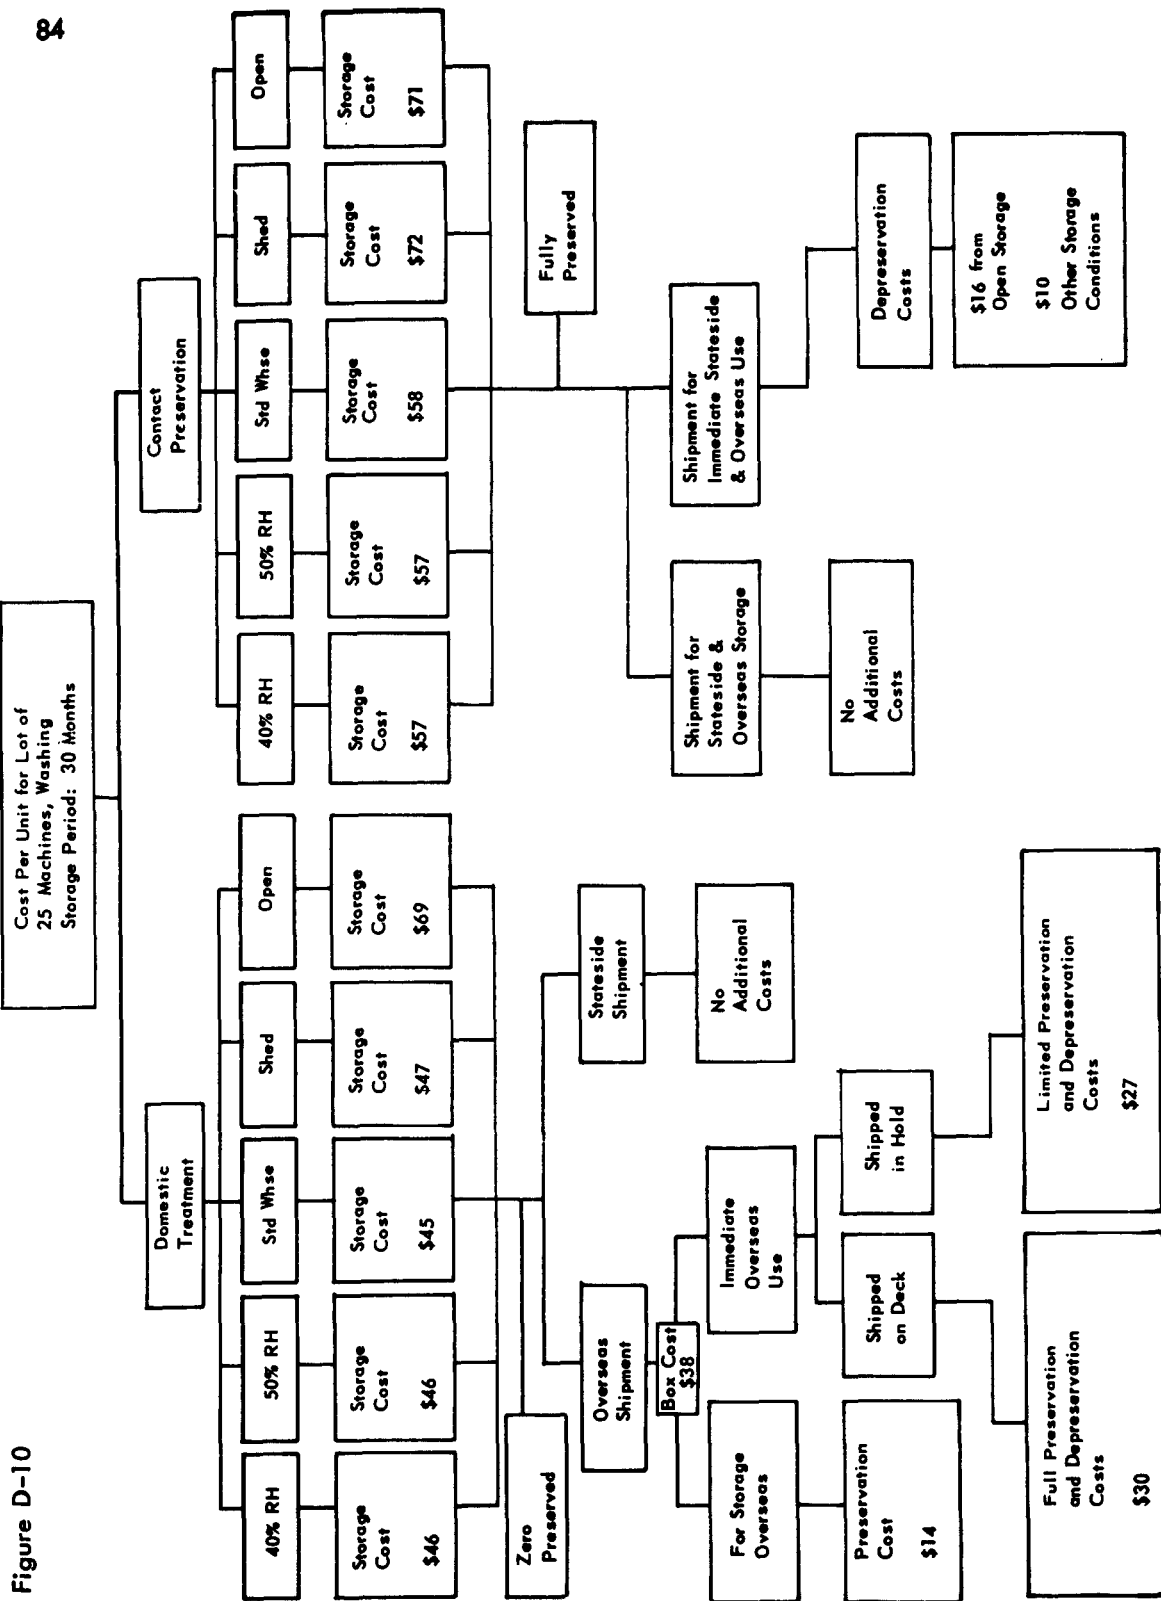 84
Figure D-10
Cost Per Unit for Lot of
25 Machines, Washing
Storage Period: 30 Months
Domestic
Treatment
Contact
Preservation
40% RH
50% RH
Std Whse
Shed
Open
40% RH
50% RH
Std Whse
Shed
Open
Storage
Cost
$46
Storage
Cost
$46
Storage
Cost
$45
Storage
Cost
$47
Storage
Cost
$69
Storage
Cost
$57
Storage
Cost
$57
Storage
Cost
$58
Storage
Cost
$72
Storage
Cost
$71
Zero
Preserved
Fully
Preserved
Overseas
Shipment
Stateside
Shipment
Box Cost
$38
No
Additional
Costs
For Storage
Overseas
Immediate
Overseas
Use
Preservation
Cost
$14
Shipped
on Deck
Shipped
in Hold
Full Preservation
and Depreservation
Costs
$30
Limited Preservation
and Depreservation
Costs
$27
Shipment for
Stateside &
Overseas Storage
Shipment for
Immediate Stateside
& Overseas Use
No
Additional
Costs
Depreservation
Costs
$16 from
Open Storage
$10
Other Storage
Conditions